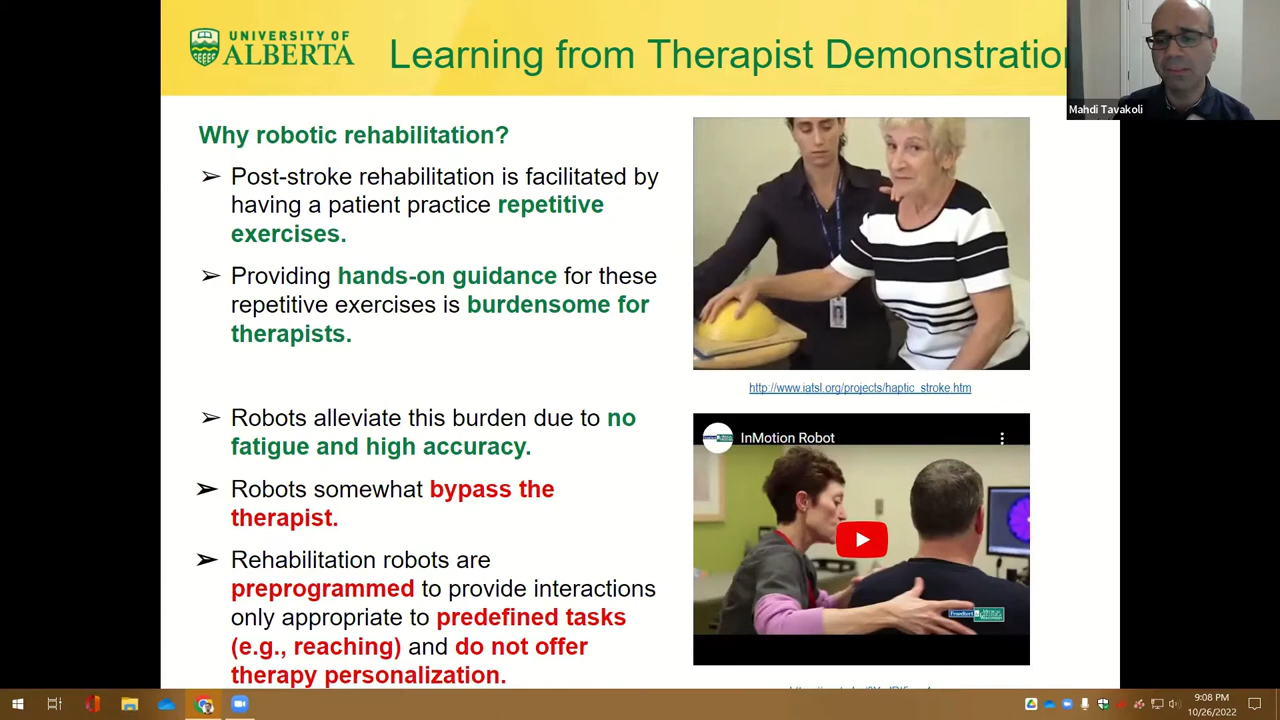 UNIVERSITY OF
ALBERTA
Learning from Therapist Demonstration
Mahdi Tavakoli
Why robotic rehabilitation?
➢ Post-stroke rehabilitation is facilitated by
having a patient practice repetitive
exercises.
➢ Providing hands-on guidance for these
repetitive exercises is burdensome for
therapists.
http://www.iatsl.org/projects/haptic_stroke.htm
➢ Robots alleviate this burden due to no
fatigue and high accuracy.
➢ Robots somewhat bypass the
therapist.
➢ Rehabilitation robots are
preprogrammed to provide interactions
only appropriate to predefined tasks
(e.g., reaching) and do not offer
therapy personalization.
InMotion Robot
Froedtert
9:08 PM
10/26/2022